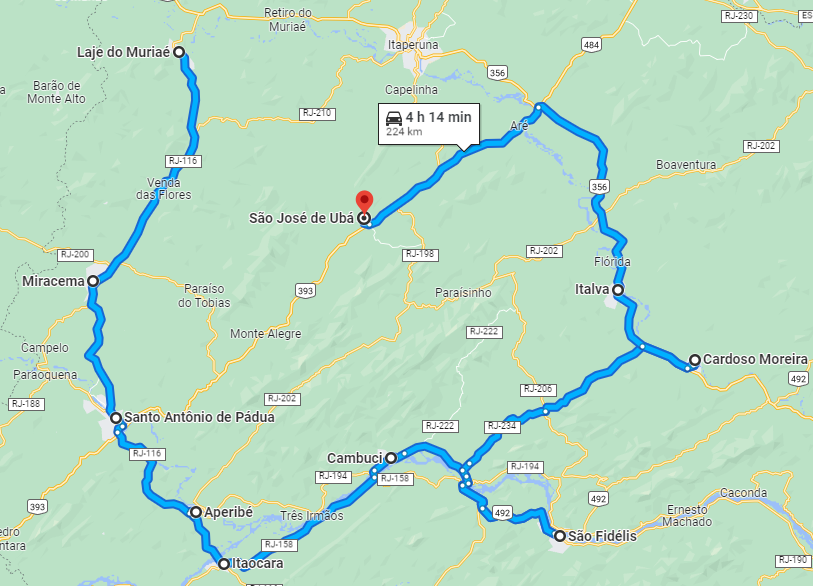 Retiro do
Muriaé
RJ-230
ES
Laje do Muriaé
Itaperuna
484
356
Barão de
Monte Alto
a
Capelinha
RJ-210
4 h 14 min
224 km
Aré
RJ-202
RJ-116
Boaventura
Venda
das Flores
356
São José de Ubá
RJ-200
RJ-198
RJ-202
Flórida
Miracema
Paraíso
do Tobias
393
Paraísinho
Italva
Monte Alegre
RJ-222
Campelo
Cardoso Moreira
Paraoquena
492
RJ-188
RJ-202
RJ-206
Santo Antônio de Pádua
RJ-222
RJ-234
RJ-116
Cambuci
RJ-194
RJ-194
RJ-158
393
Aperibé
Três Irmãos
492
492
Caconda
Ernesto
Machado
edro
ntara
São Fidélis
RJ-158
Itaocara
RJ-190